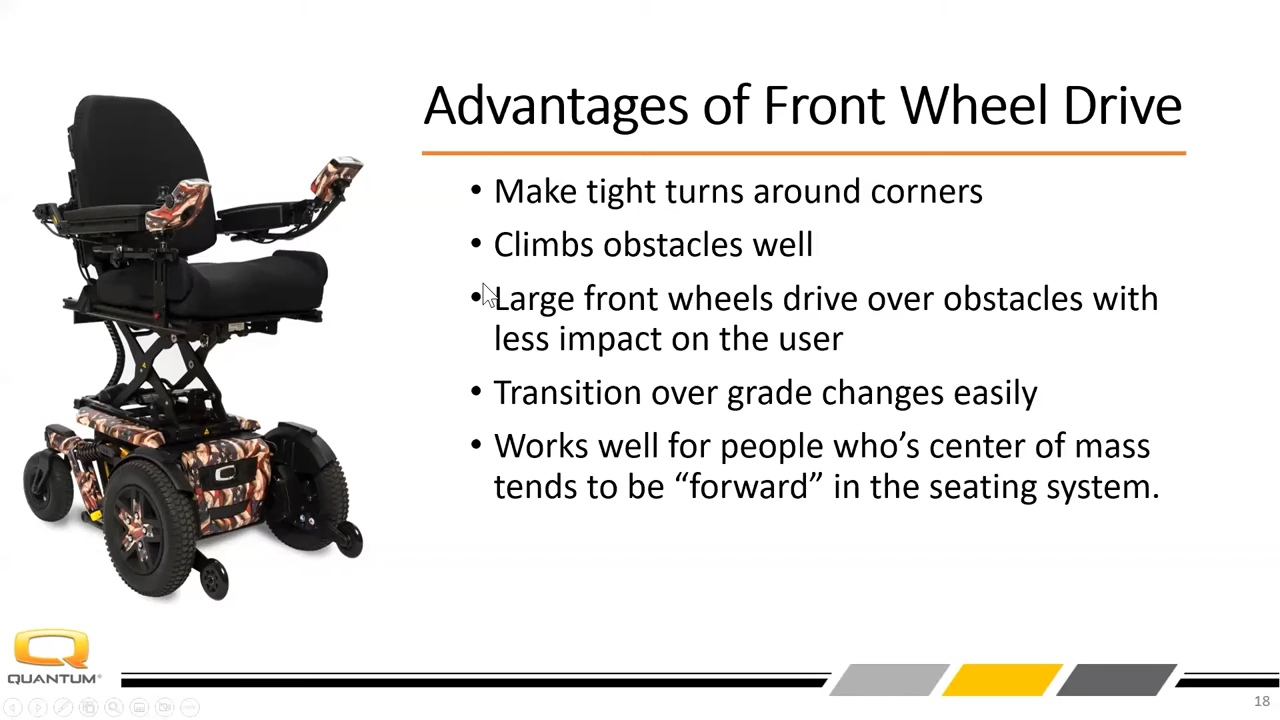 Advantages of Front Wheel Drive
• Make tight turns around corners
• Climbs obstacles well
• Large front wheels drive over obstacles with
less impact on the user
• Transition over grade changes easily
• Works well for people who’s center of mass
tends to be “forward” in the seating system.
QUANTUM®
18